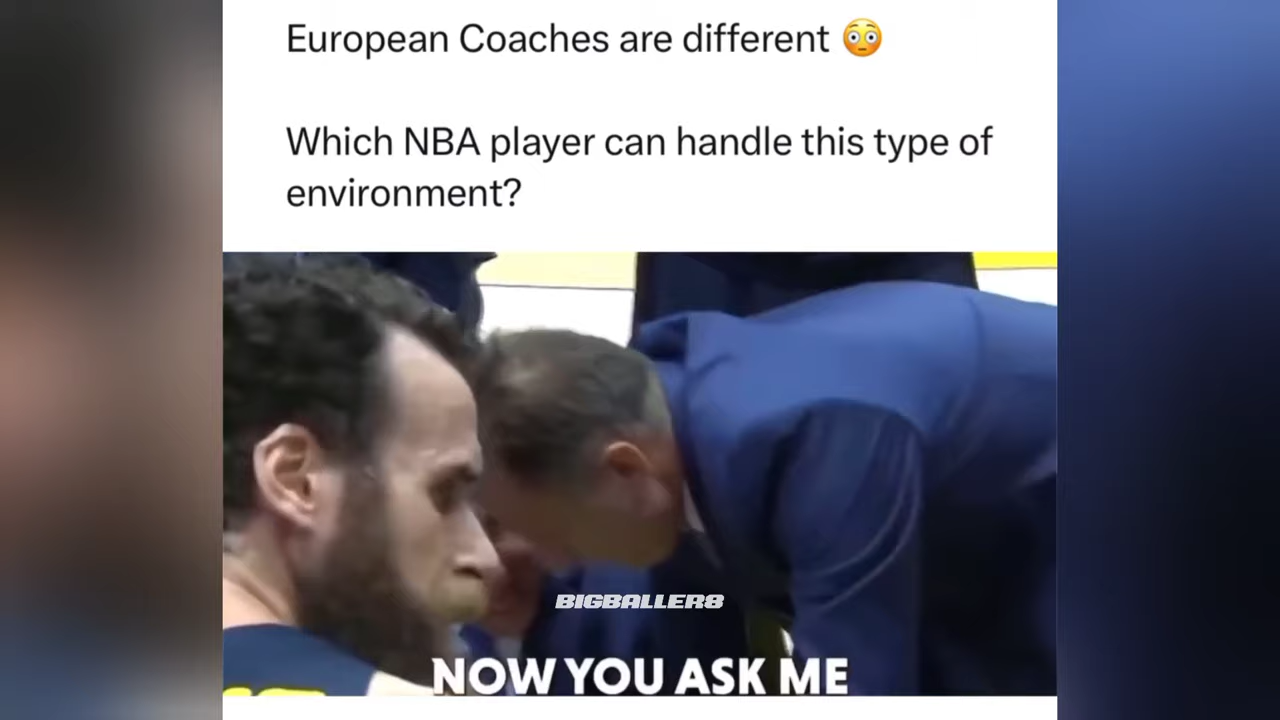 European Coaches are different 😳
Which NBA player can handle this type of
environment?
BIGBALLER8
NOW YOU ASK ME